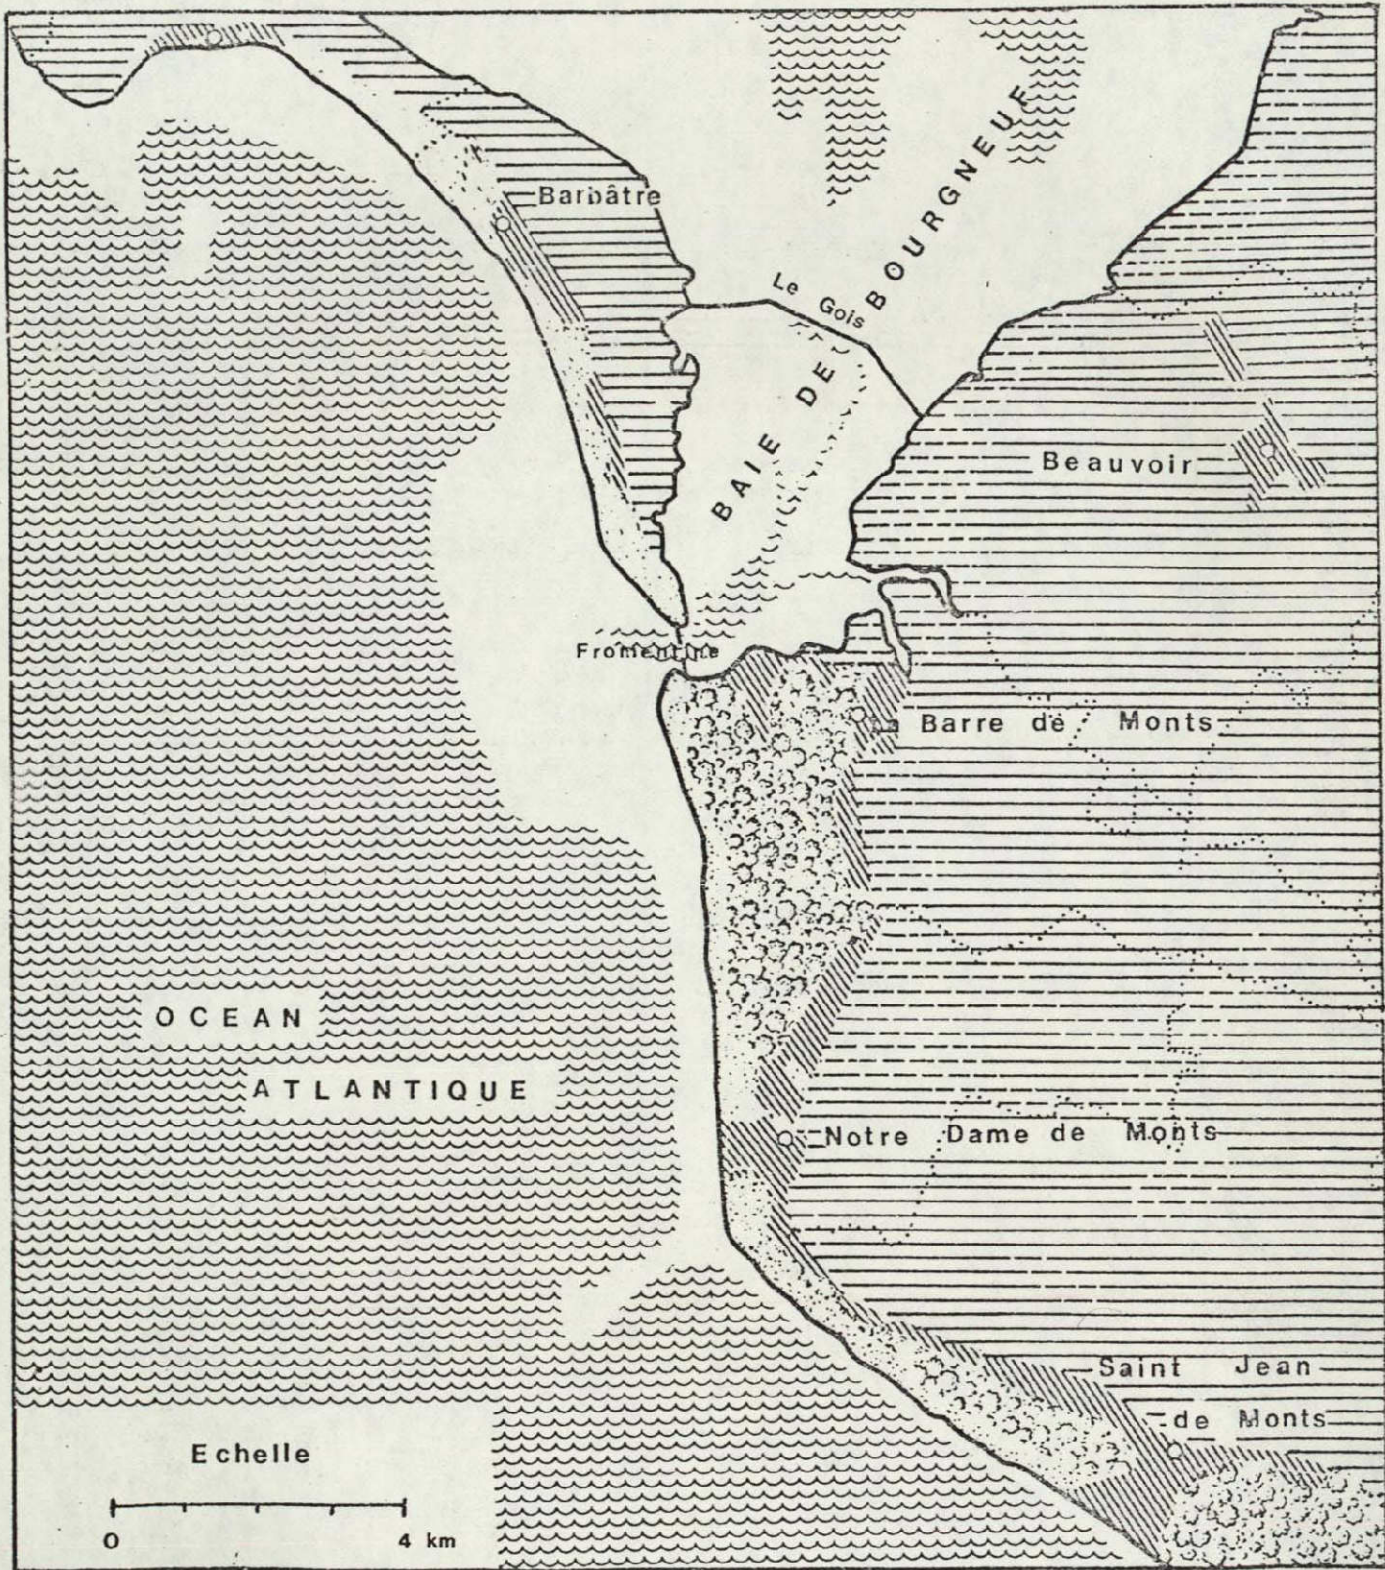 Barbâtre
Le Gois
BAIE DE BOURGNEUF
Beauvoir
Fromentine
La Barre de Monts
OCEAN
ATLANTIQUE
Notre Dame de Monts
Saint Jean
de Monts
Echelle
0 4 km